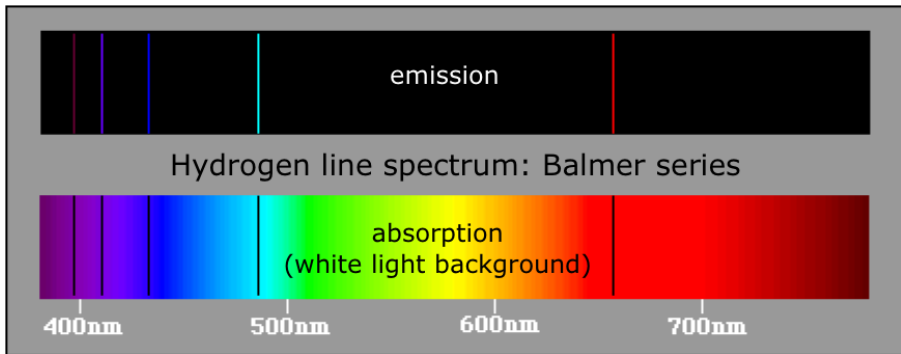 emission
Hydrogen line spectrum: Balmer series
absorption
(white light background)
400nm 500nm 600nm 700nm